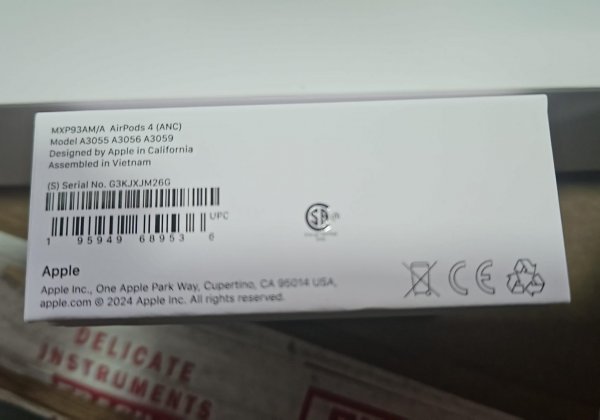 MXP93AM/A AirPods 4 (ANC)
Model A3055 A3056 A3059
Designed by Apple in California
Assembled in Vietnam
(S) Serial No. G3KJXJM26G
UPC
1 95949 68953 6
Apple
Apple Inc., One Apple Park Way, Cupertino, CA 95014 USA,
apple.com © 2024 Apple Inc. All rights reserved.
CE
DELICATE
INSTRUMENTS